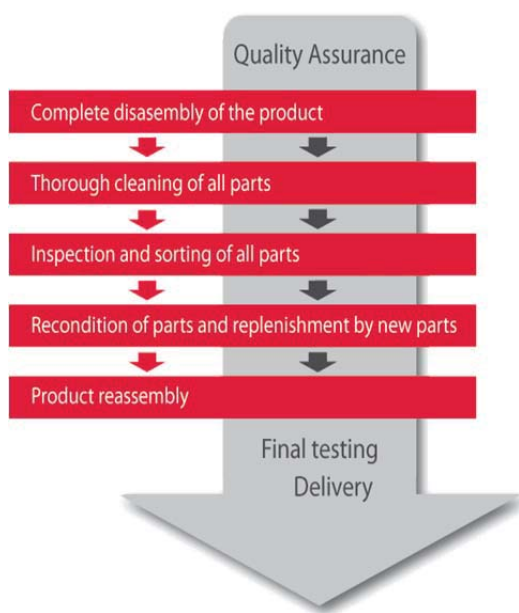 Quality Assurance
Complete disasembly of the product
Thorough cleaning of all parts
Inspection and sorting of all parts
Recondition of parts and replenishment by new parts
Product reassembly
Final testing
Delivery